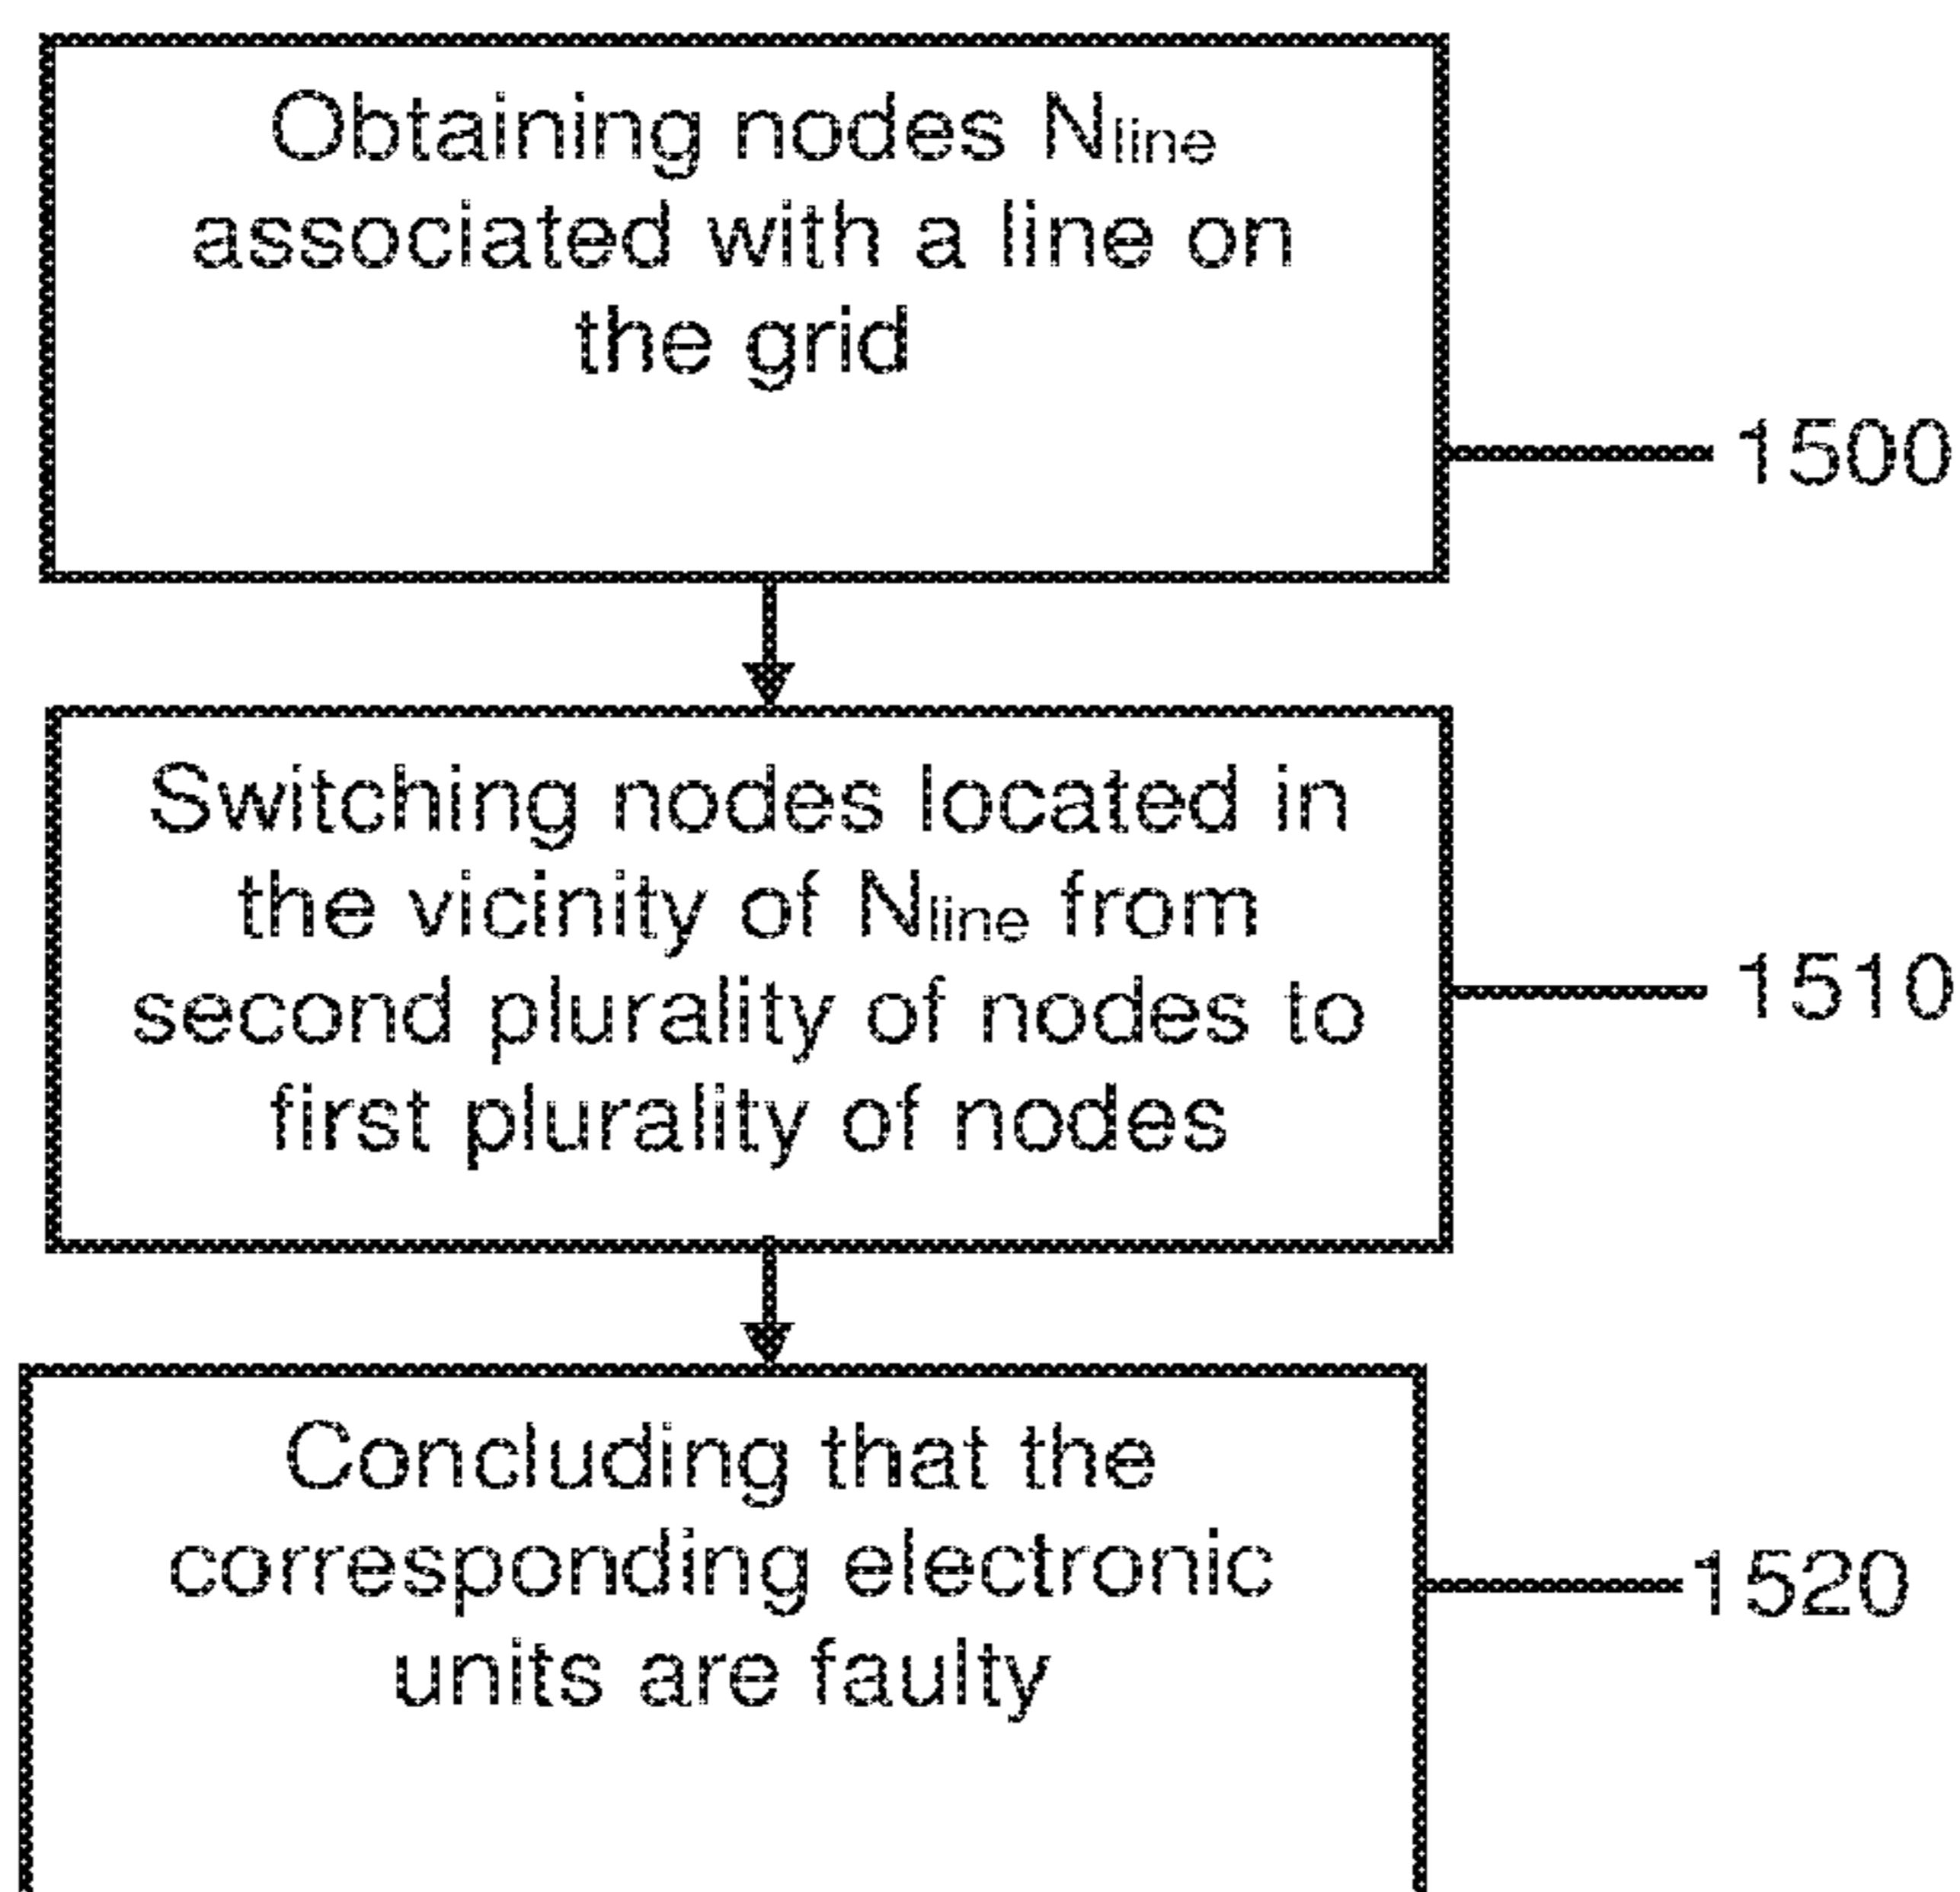 Obtaining nodes Nline
associated with a line on
the grid
1500
Switching nodes located in
the vicinity of Nline from
second plurality of nodes to
first plurality of nodes
1510
Concluding that the
corresponding electronic
units are faulty
1520